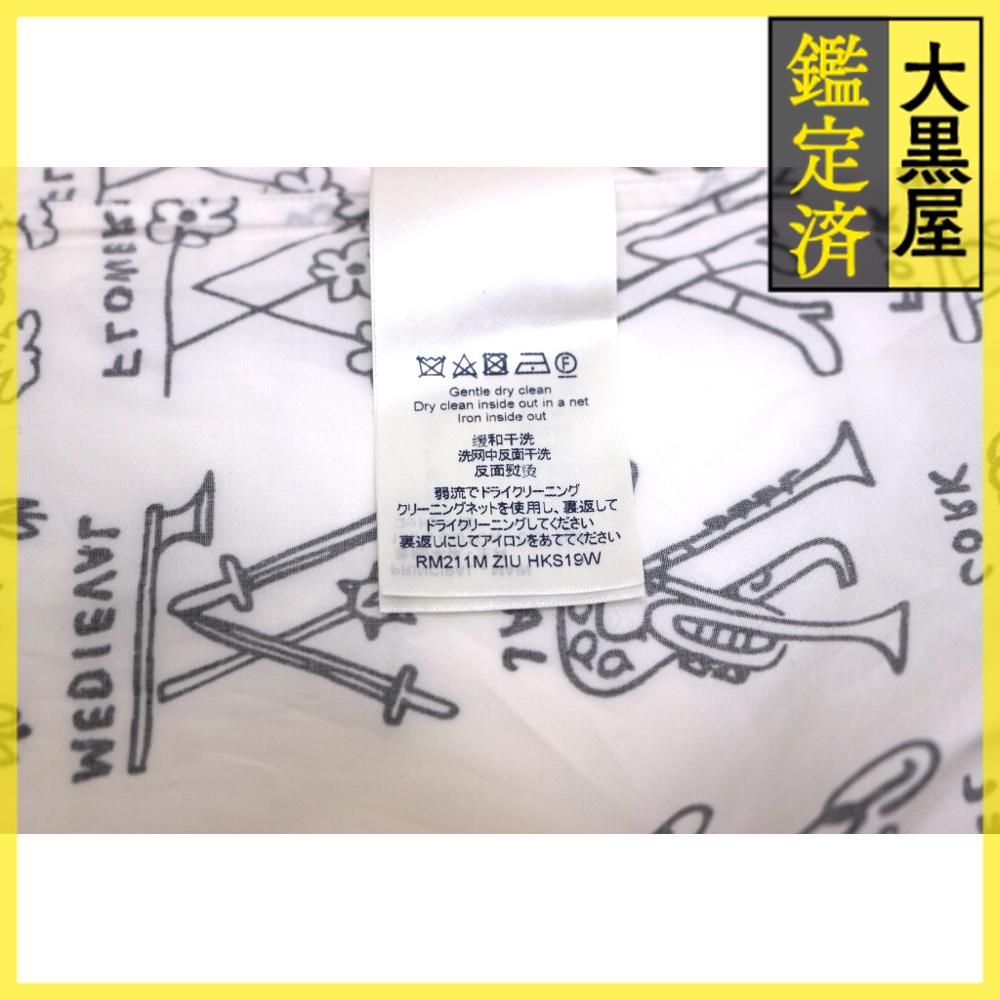 大黒屋
鑑定済
FLOWER
Gentle dry clean
Dry clean inside out in a net
Iron inside out
缓和干洗
洗网中反面干洗
反面熨烫
弱流でドライクリーニング
クリーニングネットを使用し、裏返して
ドライクリーニングしてください
裏返しにしてアイロンをあててください
RM211M ZIU HKS19W
MEDIEVAL
CORK